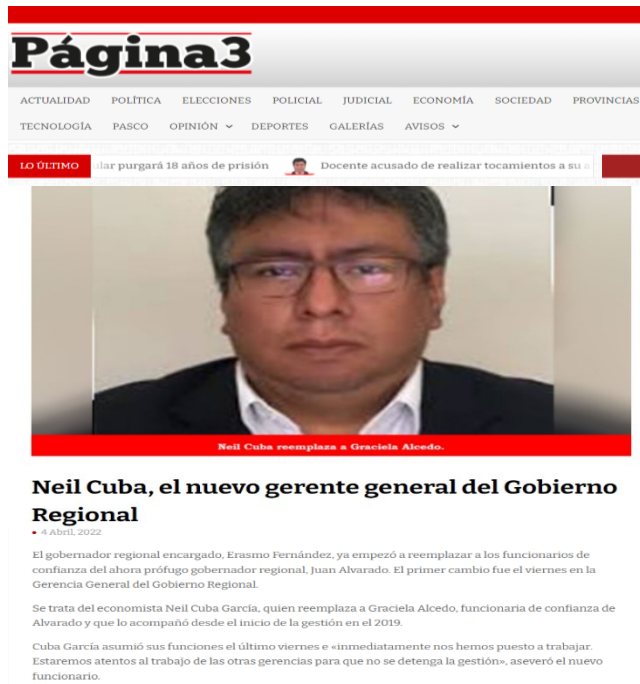 Página3
ACTUALIDAD POLÍTICA ELECCIONES POLICIAL JUDICIAL ECONOMÍA SOCIEDAD PROVINCIAS
TECNOLOGÍA PASCO OPINIÓN DEPORTES GALERÍAS AVISOS
LO ÚLTIMO lar purgará 18 años de prisión Docente acusado de realizar tocamientos a su a
Neil Cuba reemplaza a Graciela Alcedo.
Neil Cuba, el nuevo gerente general del Gobierno
Regional
4 Abril, 2022
El gobernador regional encargado, Erasmo Fernández, ya empezó a reemplazar a los funcionarios de
confianza del ahora prófugo gobernador regional, Juan Alvarado. El primer cambio fue el viernes en la
Gerencia General del Gobierno Regional.
Se trata del economista Neil Cuba García, quien reemplaza a Graciela Alcedo, funcionaria de confianza de
Alvarado y que lo acompañó desde el inicio de la gestión en el 2019.
Cuba García asumió sus funciones el último viernes e «inmediatamente nos hemos puesto a trabajar.
Estaremos atentos al trabajo de las otras gerencias para que no se detenga la gestión», aseveró el nuevo
funcionario.